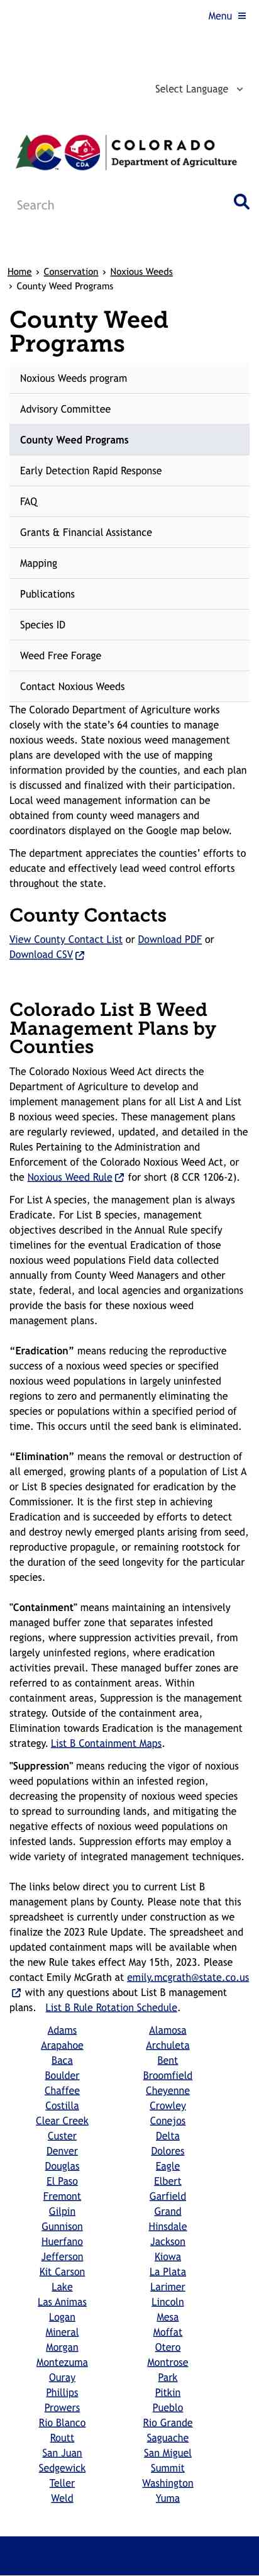 Menu
Select Language
COLORADO
Department of Agriculture
CDA
Search
Home › Conservation › Noxious Weeds
› County Weed Programs
County Weed
Programs
Noxious Weeds program
Advisory Committee
County Weed Programs
Early Detection Rapid Response
FAQ
Grants & Financial Assistance
Mapping
Publications
Species ID
Weed Free Forage
Contact Noxious Weeds
The Colorado Department of Agriculture works
closely with the state’s 64 counties to manage
noxious weeds. State noxious weed management
plans are developed with the use of mapping
information provided by the counties, and each plan
is discussed and finalized with their participation.
Local weed management information can be
obtained from county weed managers and
coordinators displayed on the Google map below.
The department appreciates the counties’ efforts to
educate and effectively lead weed control efforts
throughout the state.
County Contacts
View County Contact List or Download PDF or
Download CSV
Colorado List B Weed
Management Plans by
Counties
The Colorado Noxious Weed Act directs the
Department of Agriculture to develop and
implement management plans for all List A and List
B noxious weed species. These management plans
are regularly reviewed, updated, and detailed in the
Rules Pertaining to the Administration and
Enforcement of the Colorado Noxious Weed Act, or
the Noxious Weed Rule for short (8 CCR 1206-2).
For List A species, the management plan is always
Eradicate. For List B species, management
objectives described in the Annual Rule specify
timelines for the eventual Eradication of those
noxious weed populations Field data collected
annually from County Weed Managers and other
state, federal, and local agencies and organizations
provide the basis for these noxious weed
management plans.
“Eradication” means reducing the reproductive
success of a noxious weed species or specified
noxious weed populations in largely uninfested
regions to zero and permanently eliminating the
species or populations within a specified period of
time. This occurs until the seed bank is eliminated.
“Elimination” means the removal or destruction of
all emerged, growing plants of a population of List A
or List B species designated for eradication by the
Commissioner. It is the first step in achieving
Eradication and is succeeded by efforts to detect
and destroy newly emerged plants arising from seed,
reproductive propagule, or remaining rootstock for
the duration of the seed longevity for the particular
species.
"Containment" means maintaining an intensively
managed buffer zone that separates infested
regions, where suppression activities prevail, from
largely uninfested regions, where eradication
activities prevail. These managed buffer zones are
referred to as containment areas. Within
containment areas, Suppression is the management
strategy. Outside of the containment area,
Elimination towards Eradication is the management
strategy. List B Containment Maps.
"Suppression" means reducing the vigor of noxious
weed populations within an infested region,
decreasing the propensity of noxious weed species
to spread to surrounding lands, and mitigating the
negative effects of noxious weed populations on
infested lands. Suppression efforts may employ a
wide variety of integrated management techniques.
The links below direct you to current List B
management plans by County. Please note that this
spreadsheet is currently under construction as we
finalize the 2023 Rule Update. The spreadsheet and
updated containment maps will be available when
the new Rule takes effect May 15th, 2023. Please
contact Emily McGrath at emily.mcgrath@state.co.us
with any questions about List B management
plans. List B Rule Rotation Schedule.
Adams Alamosa
Arapahoe Archuleta
Baca Bent
Boulder Broomfield
Chaffee Cheyenne
Costilla Crowley
Clear Creek Conejos
Custer Delta
Denver Dolores
Douglas Eagle
El Paso Elbert
Fremont Garfield
Gilpin Grand
Gunnison Hinsdale
Huerfano Jackson
Jefferson Kiowa
Kit Carson La Plata
Lake Larimer
Las Animas Lincoln
Logan Mesa
Mineral Moffat
Morgan Otero
Montezuma Montrose
Ouray Park
Phillips Pitkin
Powers Pueblo
Rio Blanco Rio Grande
Routt Saguache
San Juan San Miguel
Sedgewick Summit
Teller Washington
Weld Yuma